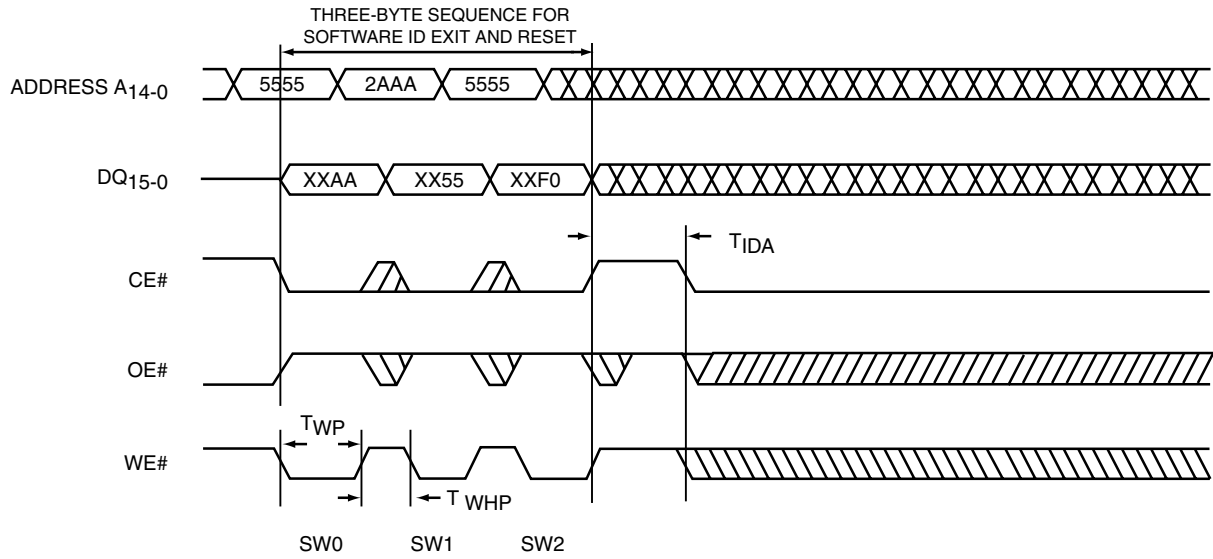 THREE-BYTE SEQUENCE FOR
SOFTWARE ID EXIT AND RESET
ADDRESS A14-0
5555 2AAA 5555
DQ15-0
XXAA XX55 XXF0
TIDA
CE#
OE#
TWP
WE#
T WHP
SW0 SW1 SW2